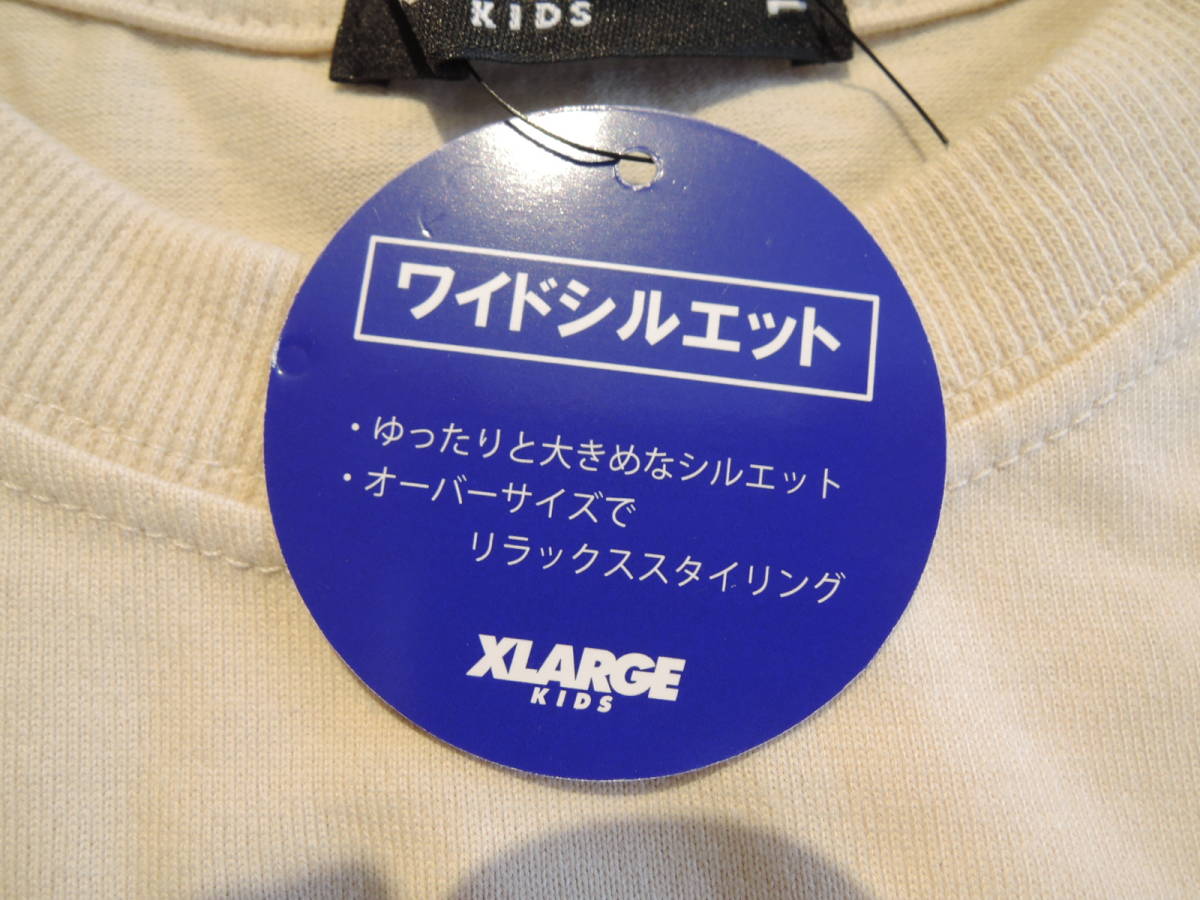 KIDS
ワイドシルエット
・ゆったりと大きめなシルエット
・オーバーサイズで
リラックススタイリング
XLARGE
KIDS